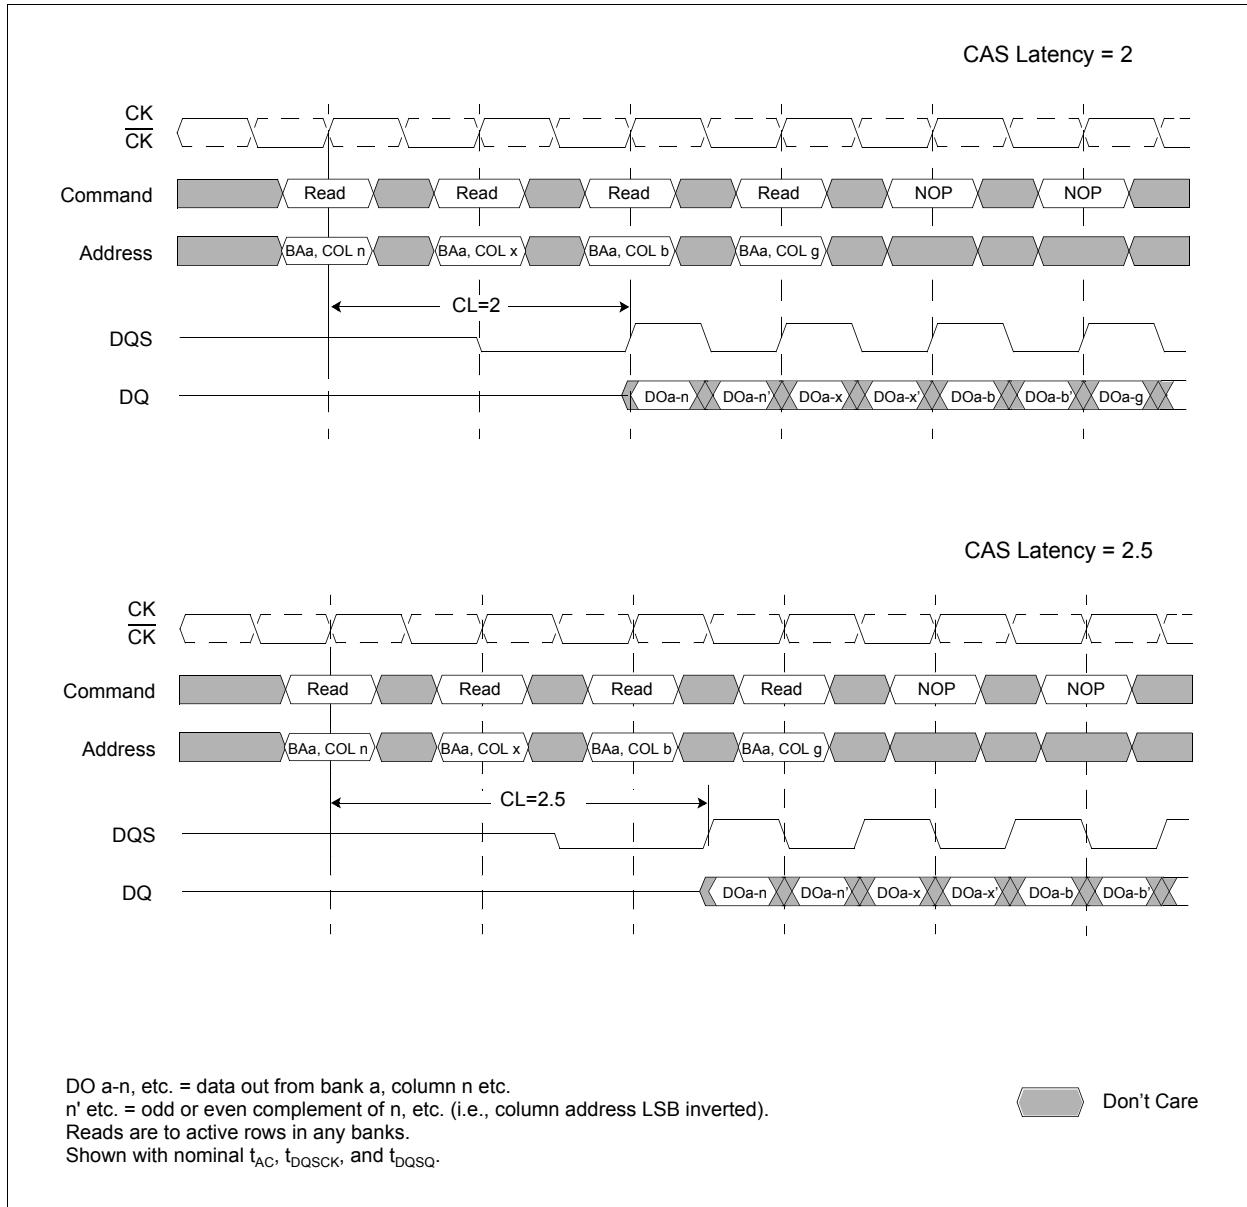 CAS Latency = 2
CK
CK
Command Read Read Read Read NOP NOP
Address BAa, COL n BAa, COL x BAa, COL b BAa, COL g
CL=2
DQS
DQ DOa-n DOa-n’ DOa-x DOa-x’ DOa-b DOa-b’ DOa-g
CAS Latency = 2.5
CK
CK
Command Read Read Read Read NOP NOP
Address BAa, COL n BAa, COL x BAa, COL b BAa, COL g
CL=2.5
DQS
DQ DOa-n DOa-n’ DOa-x DOa-x’ DOa-b DOa-b’
DO a-n, etc. = data out from bank a, column n etc.
n' etc. = odd or even complement of n, etc. (i.e., column address LSB inverted).
Reads are to active rows in any banks.
Shown with nominal tAC, tDQSCK, and tDQSQ.
Don’t Care